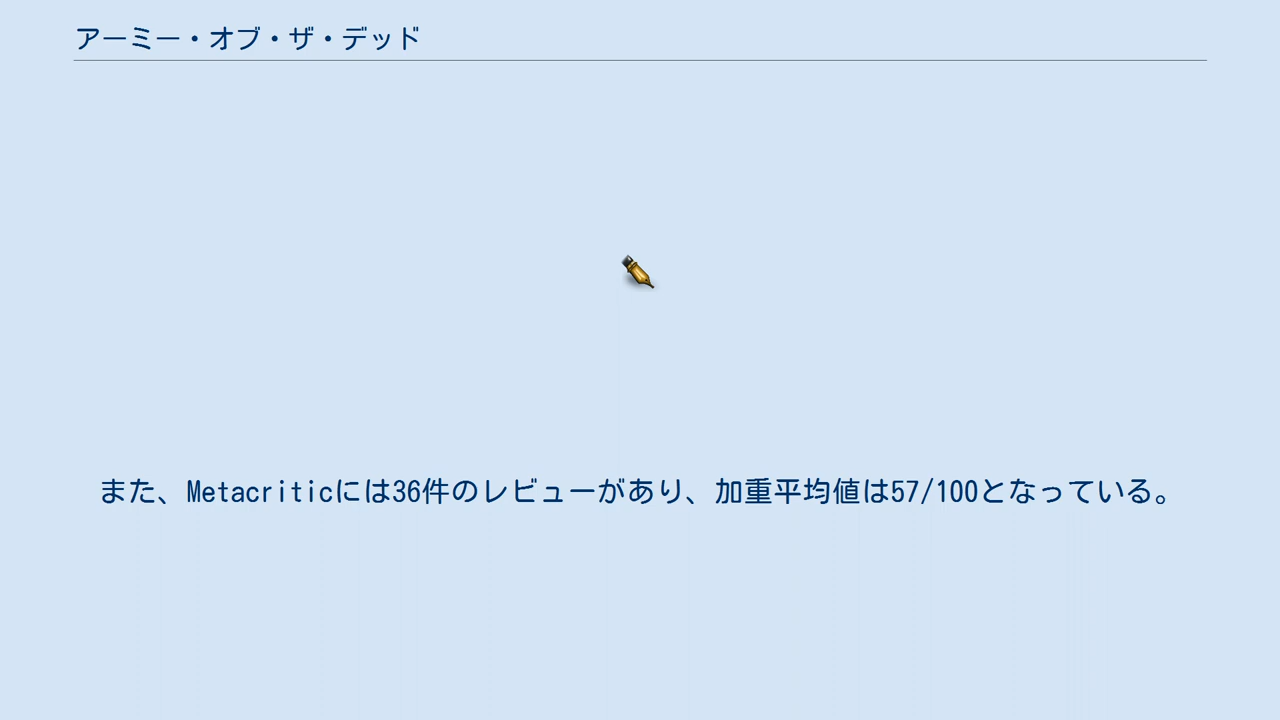 アーミー・オブ・ザ・デッド
また、Metacriticには36件のレビューがあり、加重平均値は57/100となっている。